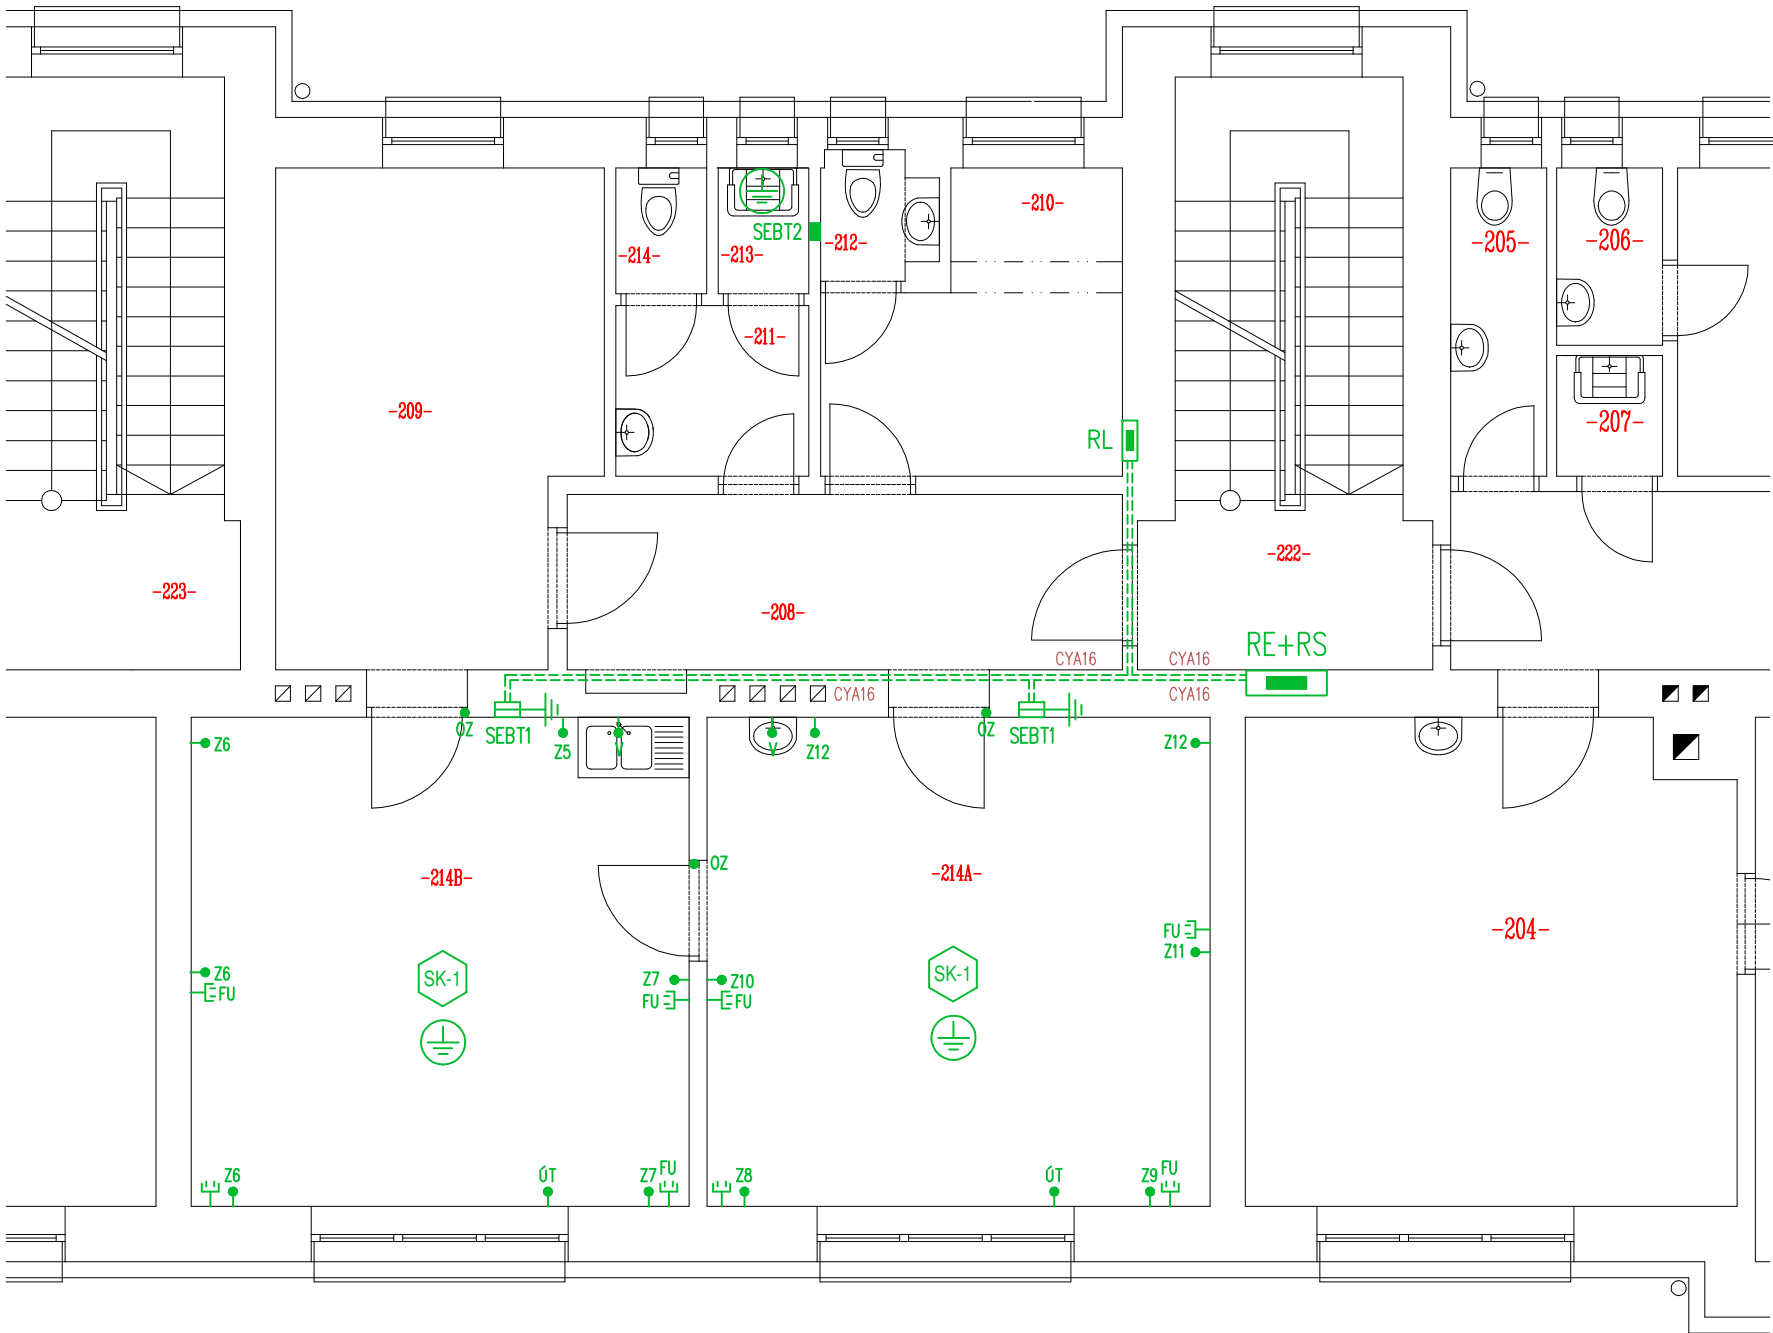 -210-
SEBT2
-212-
-205-
-206-
-214-
-213-
-211-
-209-
-207-
RL
-222-
-223-
-208-
RE+RS
CYA16
CYA16
CYA16
CYA16
OZ
SEBT1
Z5
V
V
Z12
OZ
SEBT1
Z12
Z6
OZ
-214B-
-214A-
-204-
FU
Z11
Z6
FU
SK-1
Z7
FU
Z10
FU
SK-1
Z6
ÚT
Z7
FU
Z8
ÚT
Z9
FU